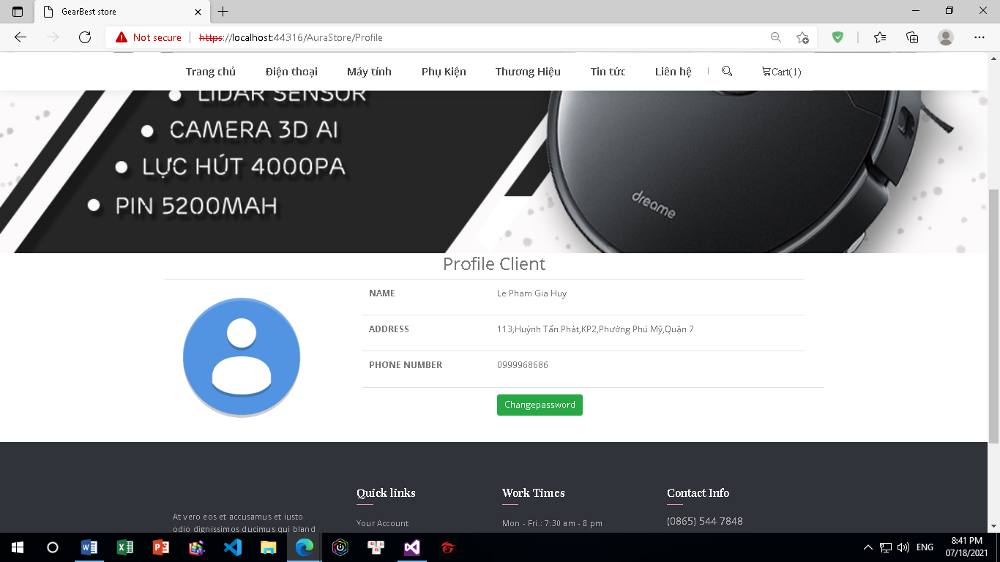 GearBest store
Not secure https://localhost:44316/AuraStore/Profile
Trang chủ Điện thoại Máy tính Phụ Kiện Thương Hiệu Tin tức Liên hệ Cart(1)
LIDAR SENSOR
CAMERA 3D AI
LỰC HÚT 4000PA
PIN 5200MAH
dreame
Profile Client
NAME Le Pham Gia Huy
ADDRESS 113,Huỳnh Tấn Phát,KP2,Phường Phú Mỹ,Quận 7
PHONE NUMBER 0999968686
Changepassword
Quick links Work Times Contact Info
At vero eos et accusamus et iusto
odio dignissimos ducimus qui bland
Your Account Mon - Fri.: 7:30 am - 8 pm (0865) 544 7848
ENG 8:41 PM
07/18/2021